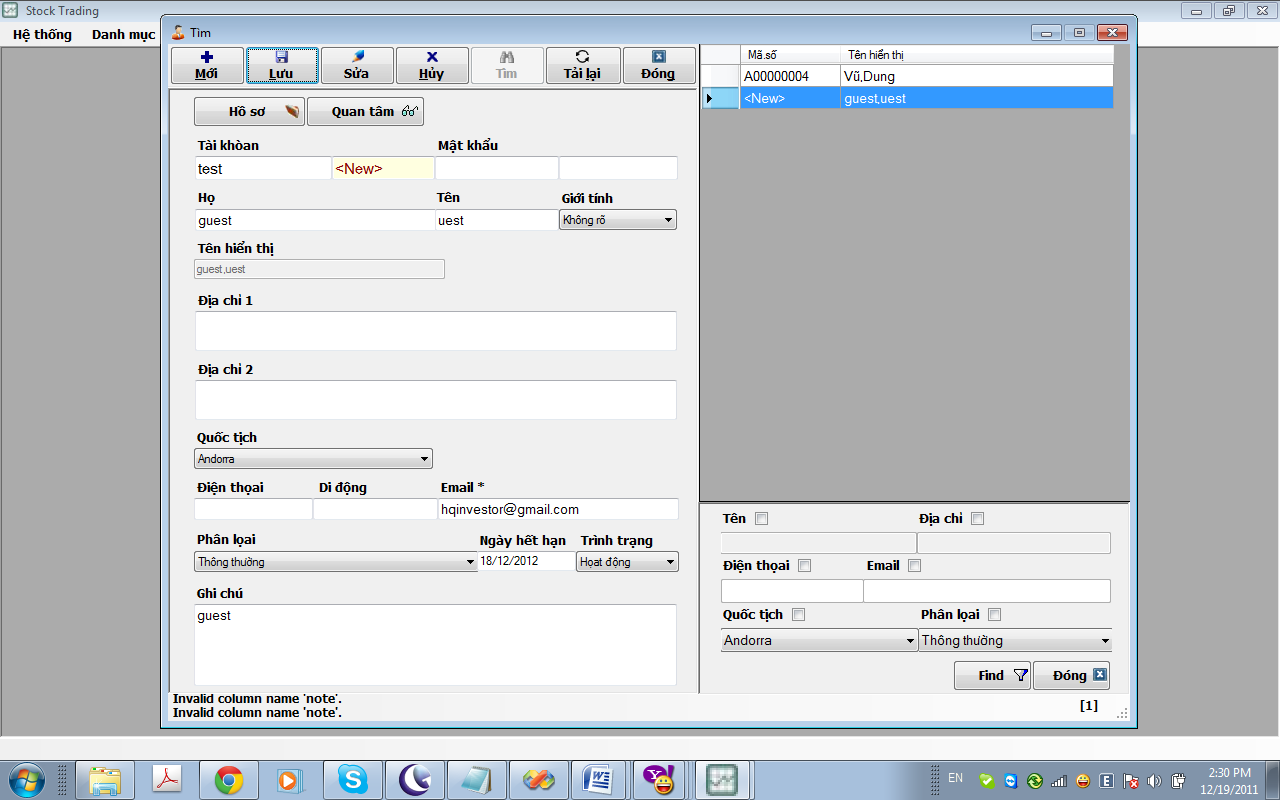 Stock Trading
Hệ thống Danh mục
Tìm
Mới Lưu Sửa Hủy Tìm Tải lại Đóng
Hồ sơ Quan tâm
Tài khòan Mật khẩu
test <New>
Họ Tên Giới tính
guest uest Không rõ
Tên hiển thị
guest,uest
Địa chỉ 1
Địa chỉ 2
Quốc tịch
Andorra
Điện thọai Di động Email *
hqinvestor@gmail.com
Phân lọai Ngày hết hạn Trình trạng
Thông thường 18/12/2012 Họat động
Ghi chú
guest
Invalid column name 'note'.
Invalid column name 'note'.
Mã số Tên hiển thị
A00000004 Vũ,Dung
<New> guest,uest
Tên Địa chỉ
Điện thọai Email
Quốc tịch Phân lọai
Andorra Thông thường
Find Đóng
[1]
EN
2:30 PM
12/19/2011